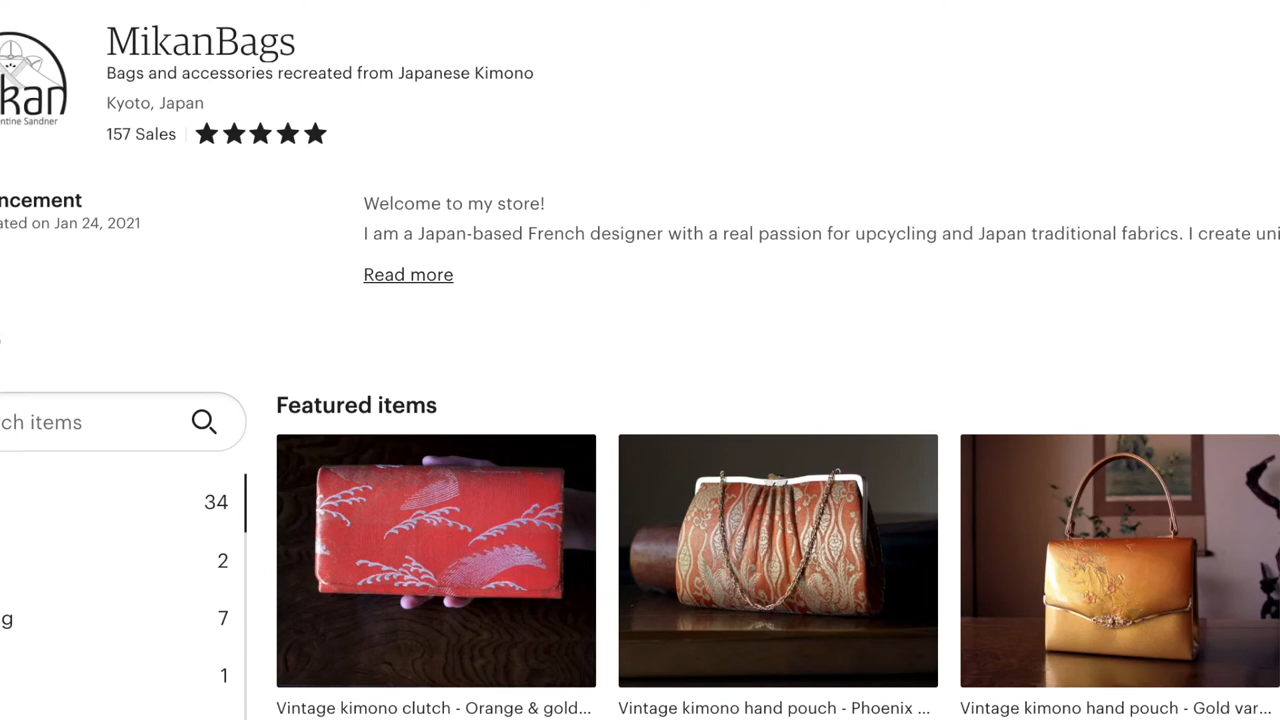 MikanBags
Bags and accessories recreated from Japanese Kimono
Kyoto, Japan
157 Sales
kan
ntine Sandner
ncement
ated on Jan 24, 2021
Welcome to my store!
I am a Japan-based French designer with a real passion for upcycling and Japan traditional fabrics. I create uni
Read more
ch items
Featured items
34
2
g 7
1
Vintage kimono clutch - Orange & gold...
Vintage kimono hand pouch - Phoenix ...
Vintage kimono hand pouch - Gold var...